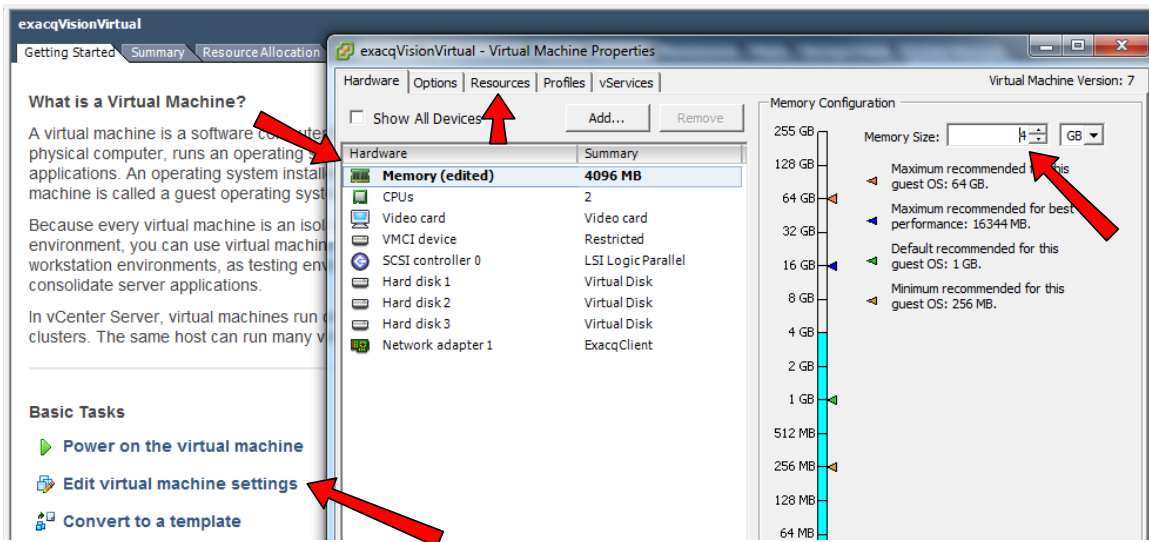 exacqVisionVirtual
Getting Started Summary Resource Allocation
What is a Virtual Machine?
A virtual machine is a software computer
physical computer, runs an operating
applications. An operating system install
machine is called a guest operating syst
Because every virtual machine is an isol
environment, you can use virtual machin
workstation environments, as testing env
consolidate server applications.
In vCenter Server, virtual machines run
clusters. The same host can run many v
Basic Tasks
Power on the virtual machine
Edit virtual machine settings
Convert to a template
exacqVisionVirtual - Virtual Machine Properties
Hardware Options Resources Profiles vServices
Virtual Machine Version: 7
Show All Devices
Add...
Remove
Hardware Summary
Memory (edited) 4096 MB
CPUs 2
Video card Video card
VMCI device Restricted
SCSI controller 0 LSI Logic Parallel
Hard disk 1 Virtual Disk
Hard disk 2 Virtual Disk
Hard disk 3 Virtual Disk
Network adapter 1 ExacqClient
Memory Configuration
255 GB
128 GB
64 GB
32 GB
16 GB
8 GB
4 GB
2 GB
1 GB
512 MB
256 MB
128 MB
64 MB
Memory Size: 4 GB
Maximum recommended for this
guest OS: 64 GB.
Maximum recommended for best
performance: 16344 MB.
Default recommended for this
guest OS: 1 GB.
Minimum recommended for this
guest OS: 256 MB.